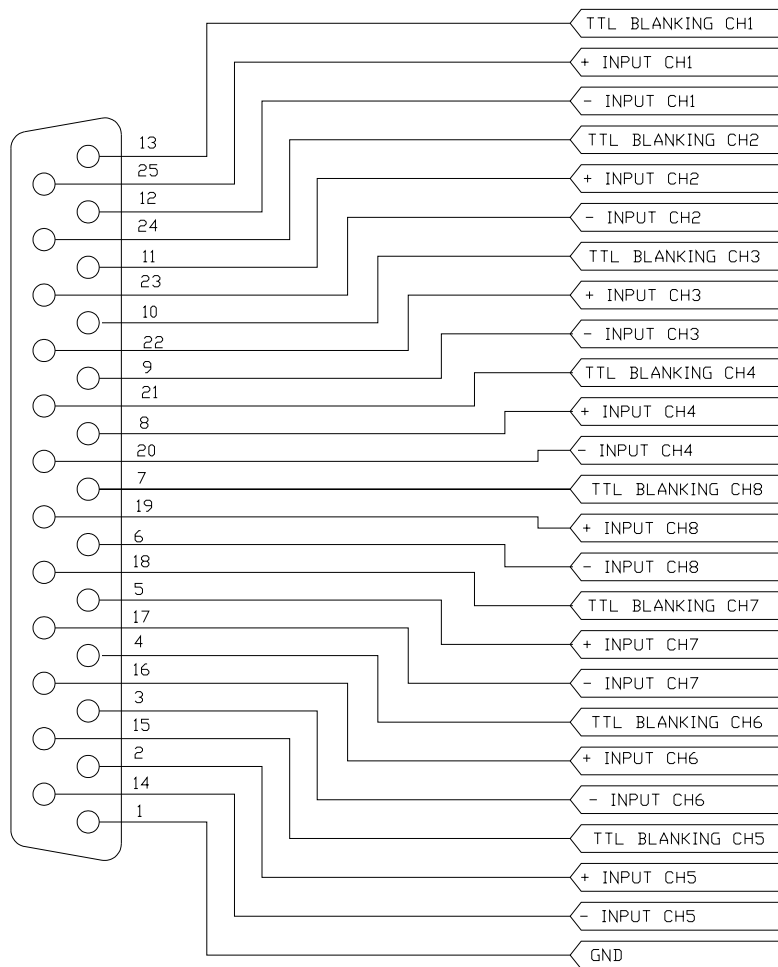 TTL BLANKING CH1
+ INPUT CH1
- INPUT CH1
13
TTL BLANKING CH2
25
+ INPUT CH2
12
- INPUT CH2
24
TTL BLANKING CH3
11
23
+ INPUT CH3
10
- INPUT CH3
22
9
TTL BLANKING CH4
21
+ INPUT CH4
8
- INPUT CH4
20
7
TTL BLANKING CH8
19
+ INPUT CH8
6
- INPUT CH8
18
5
TTL BLANKING CH7
17
+ INPUT CH7
4
16
- INPUT CH7
3
TTL BLANKING CH6
15
2
+ INPUT CH6
14
- INPUT CH6
1
TTL BLANKING CH5
+ INPUT CH5
- INPUT CH5
GND